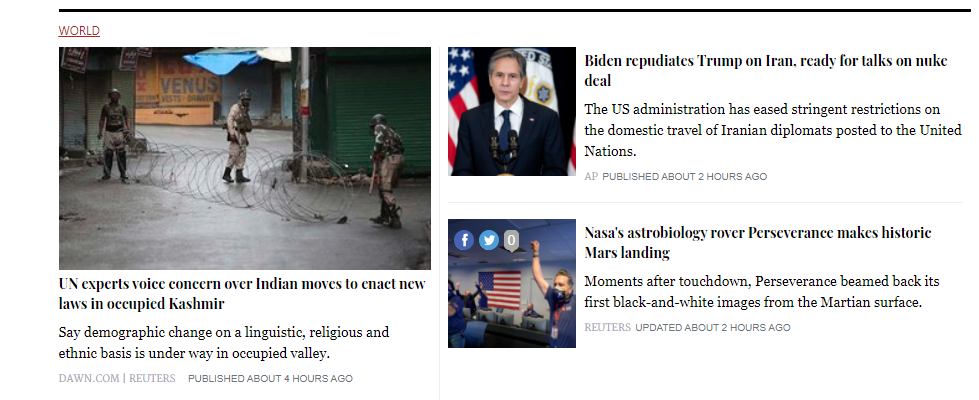 WORLD
VENUS
UN experts voice concern over Indian moves to enact new
laws in occupied Kashmir
Say demographic change on a linguistic, religious and
ethnic basis is under way in occupied valley.
DAWN.COM | REUTERS PUBLISHED ABOUT 4 HOURS AGO
Biden repudiates Trump on Iran, ready for talks on nuke
deal
The US administration has eased stringent restrictions on
the domestic travel of Iranian diplomats posted to the United
Nations.
AP PUBLISHED ABOUT 2 HOURS AGO
0
Nasa's astrobiology rover Perseverance makes historic
Mars landing
Moments after touchdown, Perseverance beamed back its
first black-and-white images from the Martian surface.
REUTERS UPDATED ABOUT 2 HOURS AGO